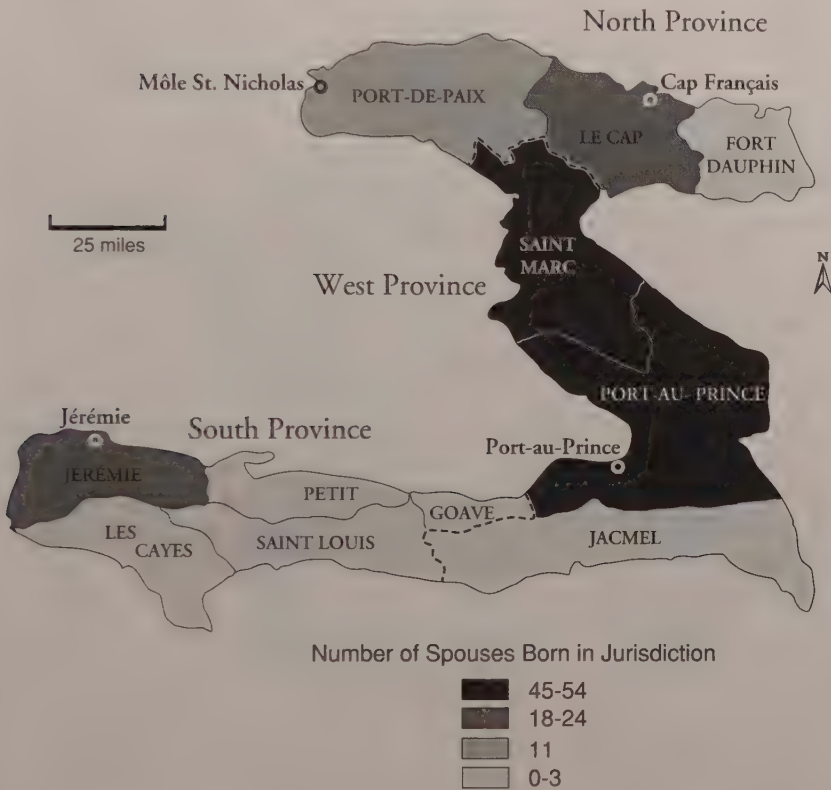 North Province
Môle St. Nicholas
PORT-DE-PAIX
Cap Français
LE CAP
FORT
DAUPHIN
25 miles
SAINT
MARC
N
West Province
PORT-AU-PRINCE
Jérémie
South Province
Port-au-Prince
JERÉMIE
PETIT
GOAVE
LES
CAYES
SAINT LOUIS
JACMEL
Number of Spouses Born in Jurisdiction
45-54
18-24
11
0-3